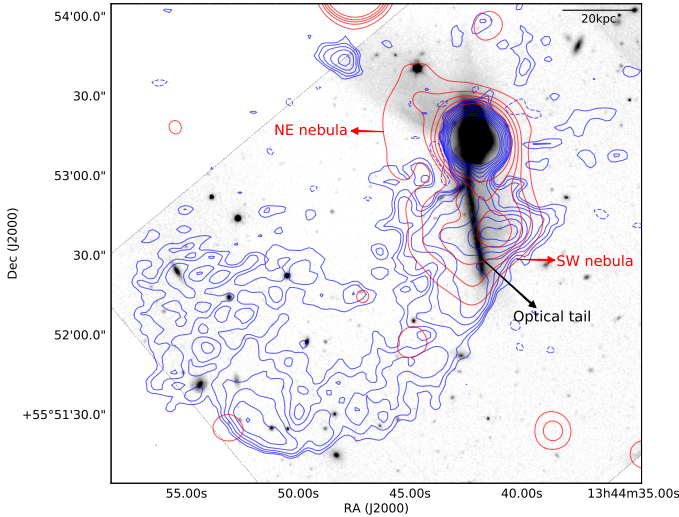 54'00.0"
20kpc
30.0"
NE nebula
53'00.0"
Dec (J2000)
30.0"
SW nebula
Optical tail
52'00.0"
+55°51'30.0"
55.00s
50.00s
45.00s
40.00s
13h44m35.00s
RA (J2000)